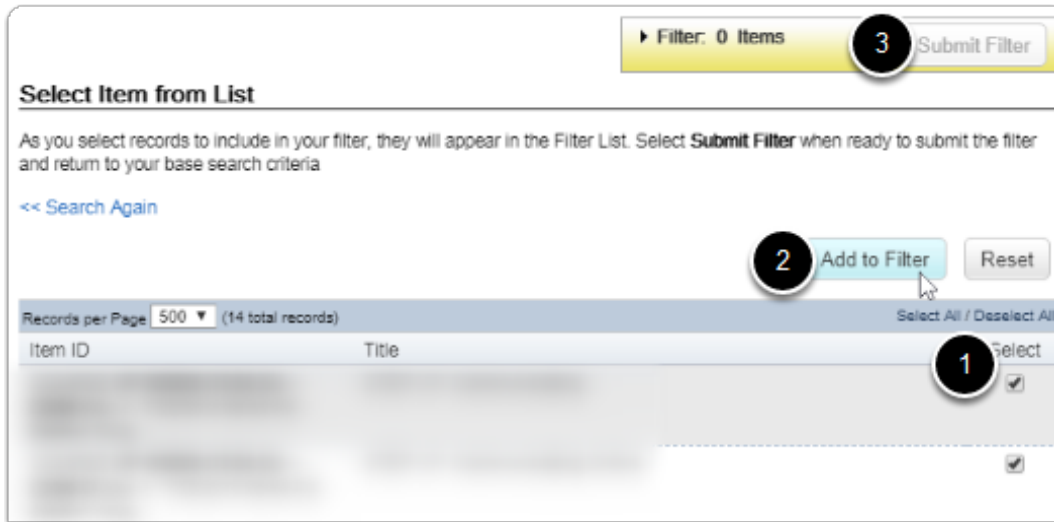 Filter: 0 Items
3
Submit Filter
Select Item from List
As you select records to include in your filter, they will appear in the Filter List. Select Submit Filter when ready to submit the filter
and return to your base search criteria
<< Search Again
2
Add to Filter
Reset
Records per Page 500 (14 total records)
Select All / Deselect All
Item ID
Title
1
Select